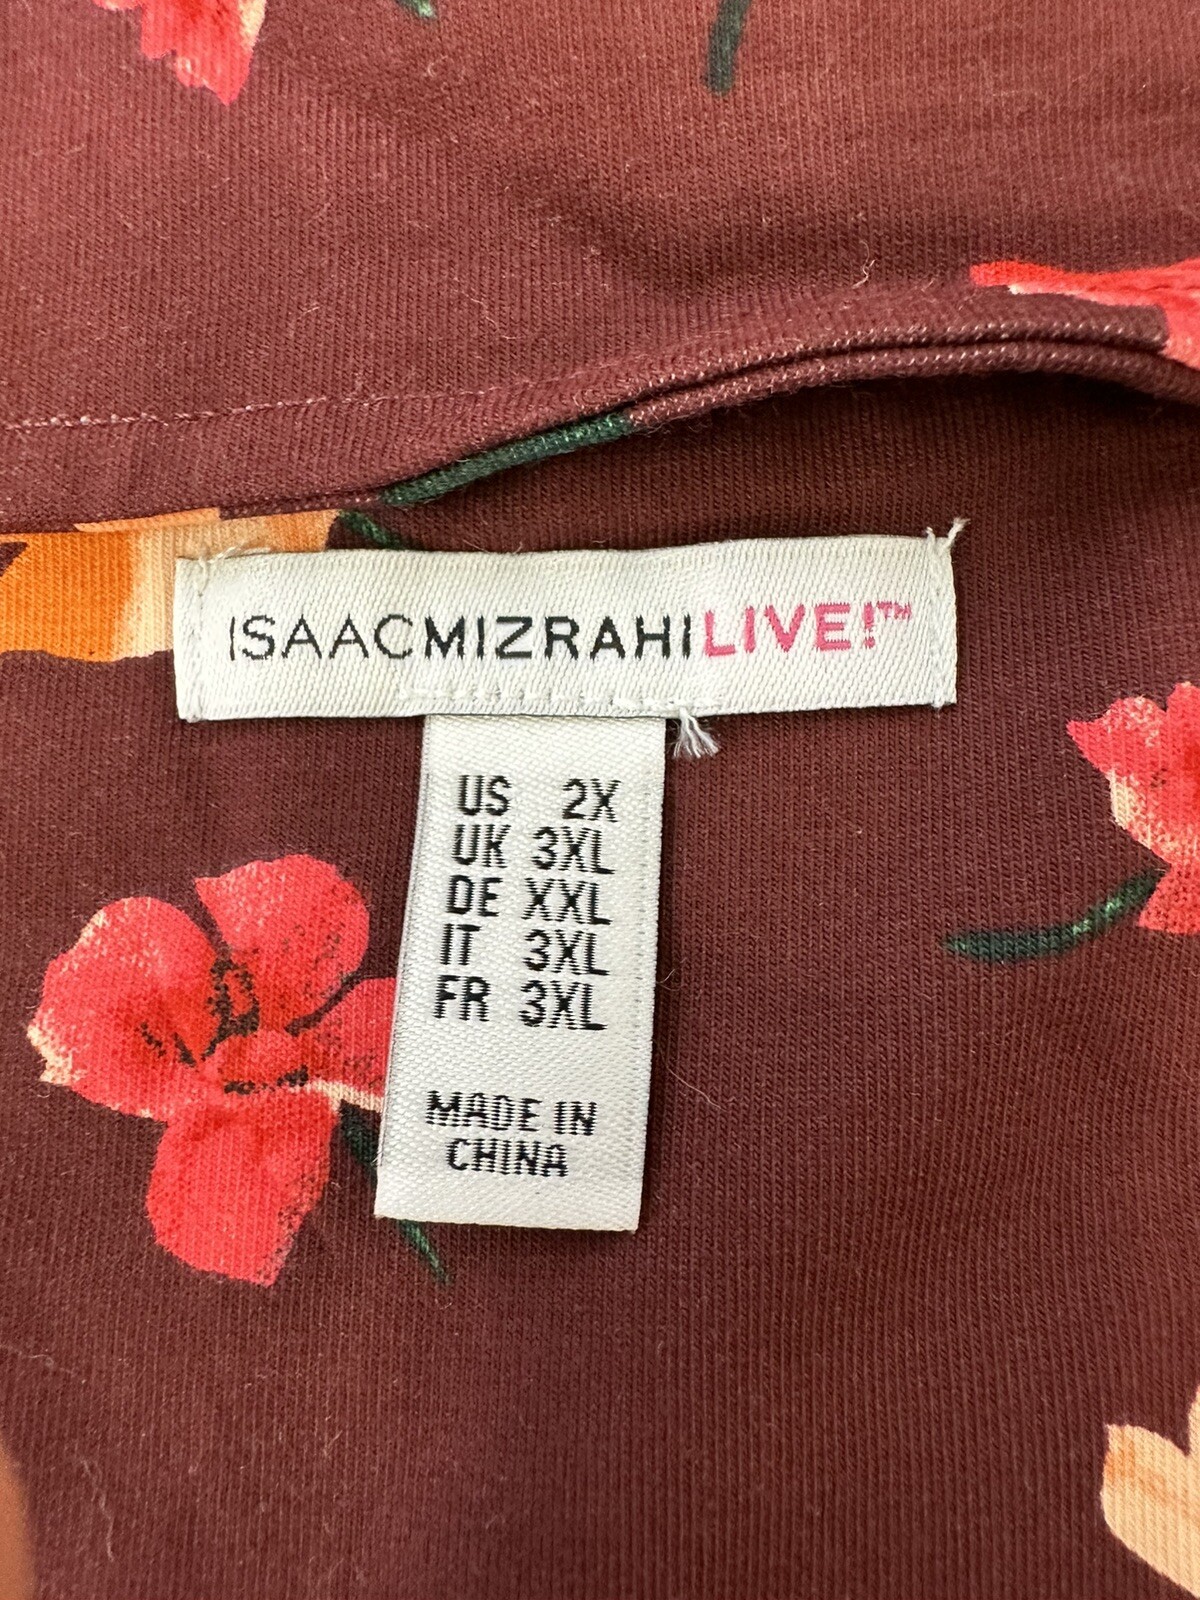 ISAACMIZRAHILIVE!™
US 2X
UK 3XL
DE XXL
IT 3XL
FR 3XL
MADE IN
CHINA